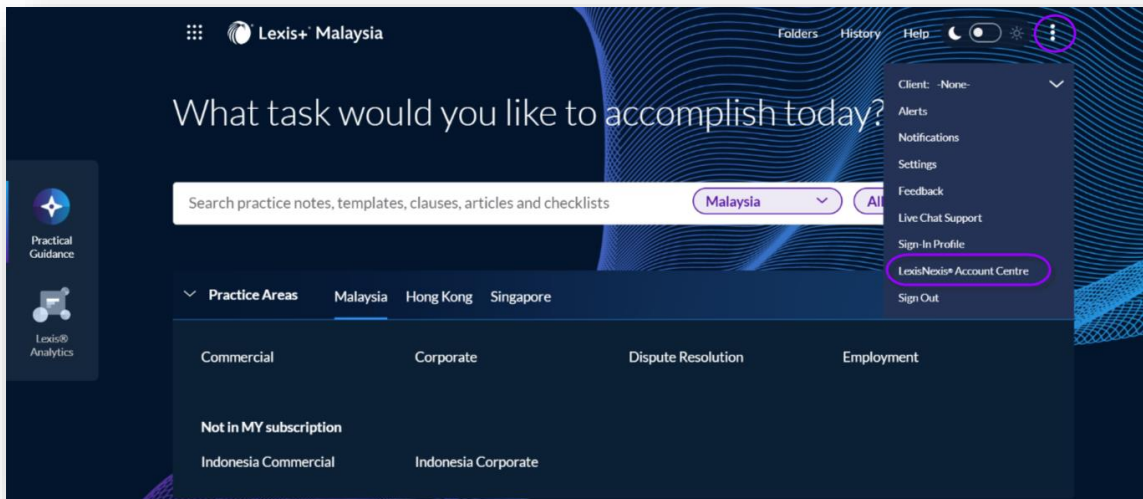 Lexis+® Malaysia
Folders History Help
What task would you like to accomplish today?
Client: -None-
Alerts
Notifications
Settings
Feedback
Live Chat Support
Sign-In Profile
LexisNexis® Account Centre
Sign Out
Practical
Guidance
Lexis®
Analytics
Search practice notes, templates, clauses, articles and checklists Malaysia
Practice Areas Malaysia Hong Kong Singapore
Commercial Corporate Dispute Resolution Employment
Not in MY subscription
Indonesia Commercial Indonesia Corporate